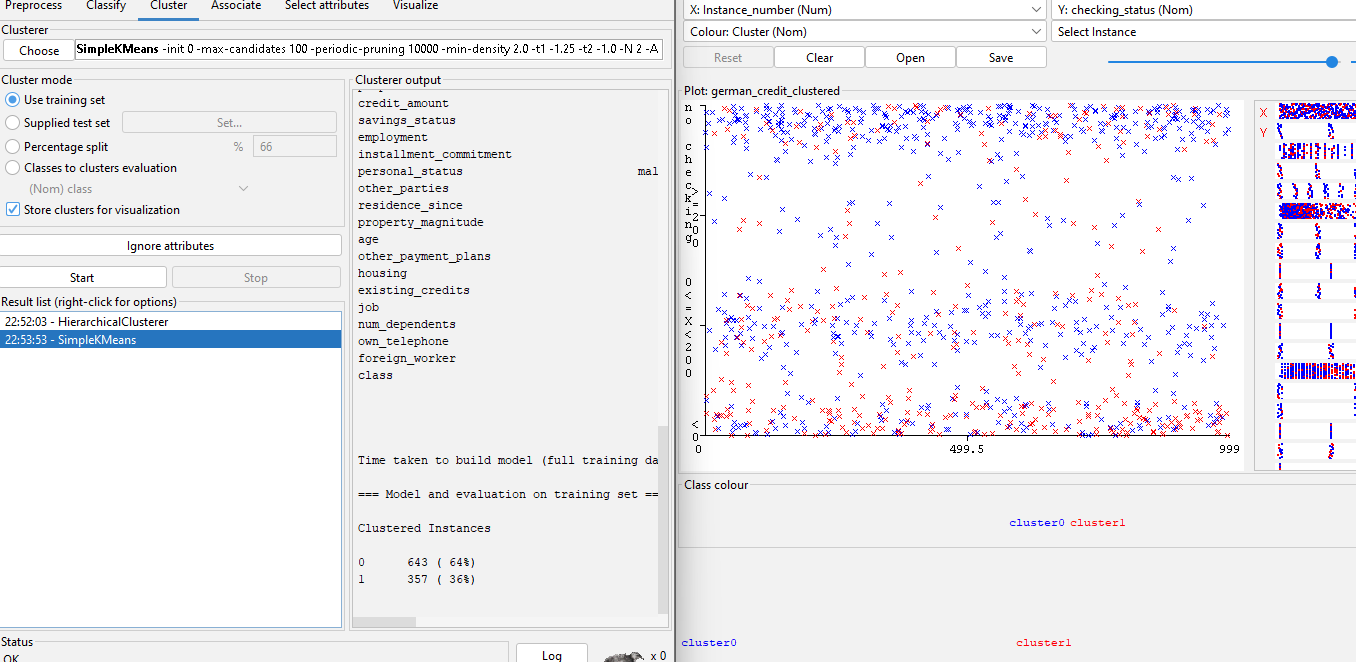 Preprocess Classify Cluster Associate Select attributes Visualize
Clusterer
Choose SimpleKMeans -init 0 -max-candidates 100 -periodic-pruning 10000 -min-density 2.0 -t1 -1.25 -t2 -1.0 -N 2 -A
Cluster mode
Use training set
Supplied test set Set...
Percentage split % 66
Classes to clusters evaluation
(Nom) class
Store clusters for visualization
Ignore attributes
Start Stop
Result list (right-click for options)
22:52:03 - HierarchicalClusterer
22:53:53 - SimpleKMeans
Clusterer output
credit_amount
savings_status
employment
installment_commitment
personal_status mal
other_parties
residence_since
property_magnitude
age
other_payment_plans
housing
existing_credits
job
num_dependents
own_telephone
foreign_worker
class
Time taken to build model (full training da
=== Model and evaluation on training set ==
Clustered Instances
0 643 ( 64%)
1 357 ( 36%)
Status
OK
Log x 0
X: Instance_number (Num) Y: checking_status (Nom)
Colour: Cluster (Nom) Select Instance
Reset Clear Open Save
Plot: german_credit_clustered
no checking
>=200
0<=X<200
<0
0 499.5 999
X
Y
Class colour
cluster0 cluster1
cluster0 cluster1